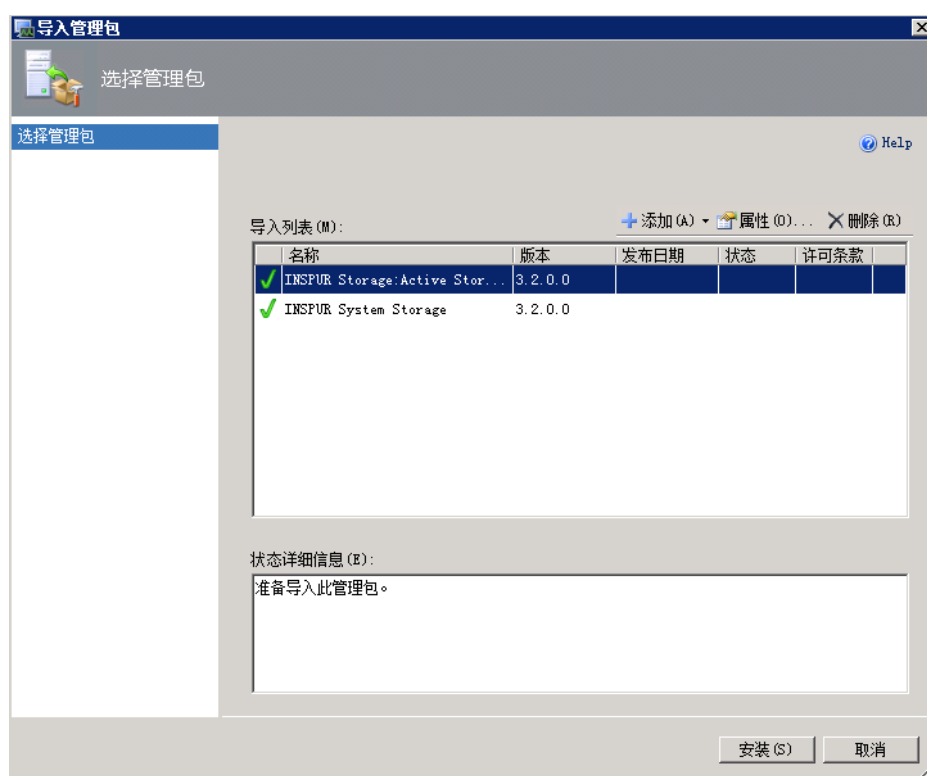 导入管理包
选择管理包
选择管理包
Help
导入列表(M):
添加(A) 属性(O)... 删除(R)
名称 版本 发布日期 状态 许可条款
INSPUR Storage:Active Stor... 3.2.0.0
INSPUR System Storage 3.2.0.0
状态详细信息(E):
准备导入此管理包。
安装(S) 取消